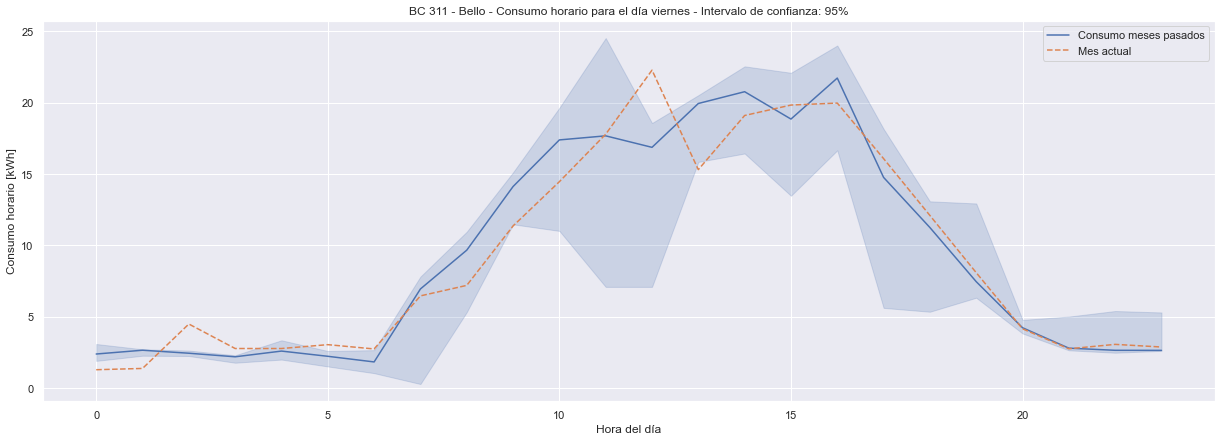 BC 311 - Bello - Consumo horario para el día viernes - Intervalo de confianza: 95%
25
Consumo meses pasados
Mes actual
20
15
10
5
0
Consumo horario [kWh]
0 5 10 15 20
Hora del día